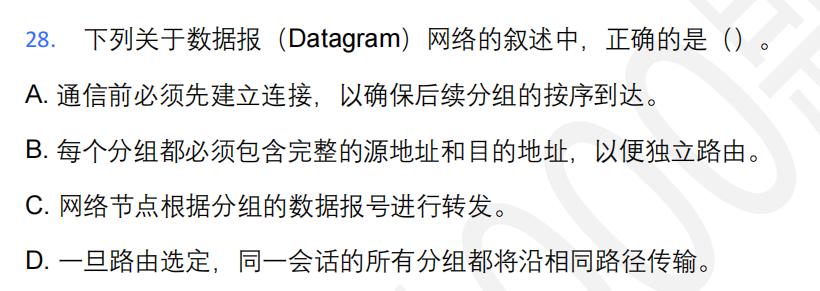 28. 下列关于数据报（Datagram）网络的叙述中，正确的是（）。
A. 通信前必须先建立连接，以确保后续分组的按序到达。
B. 每个分组都必须包含完整的源地址和目的地址，以便独立路由。
C. 网络节点根据分组的数据报号进行转发。
D. 一旦路由选定，同一会话的所有分组都将沿相同路径传输。